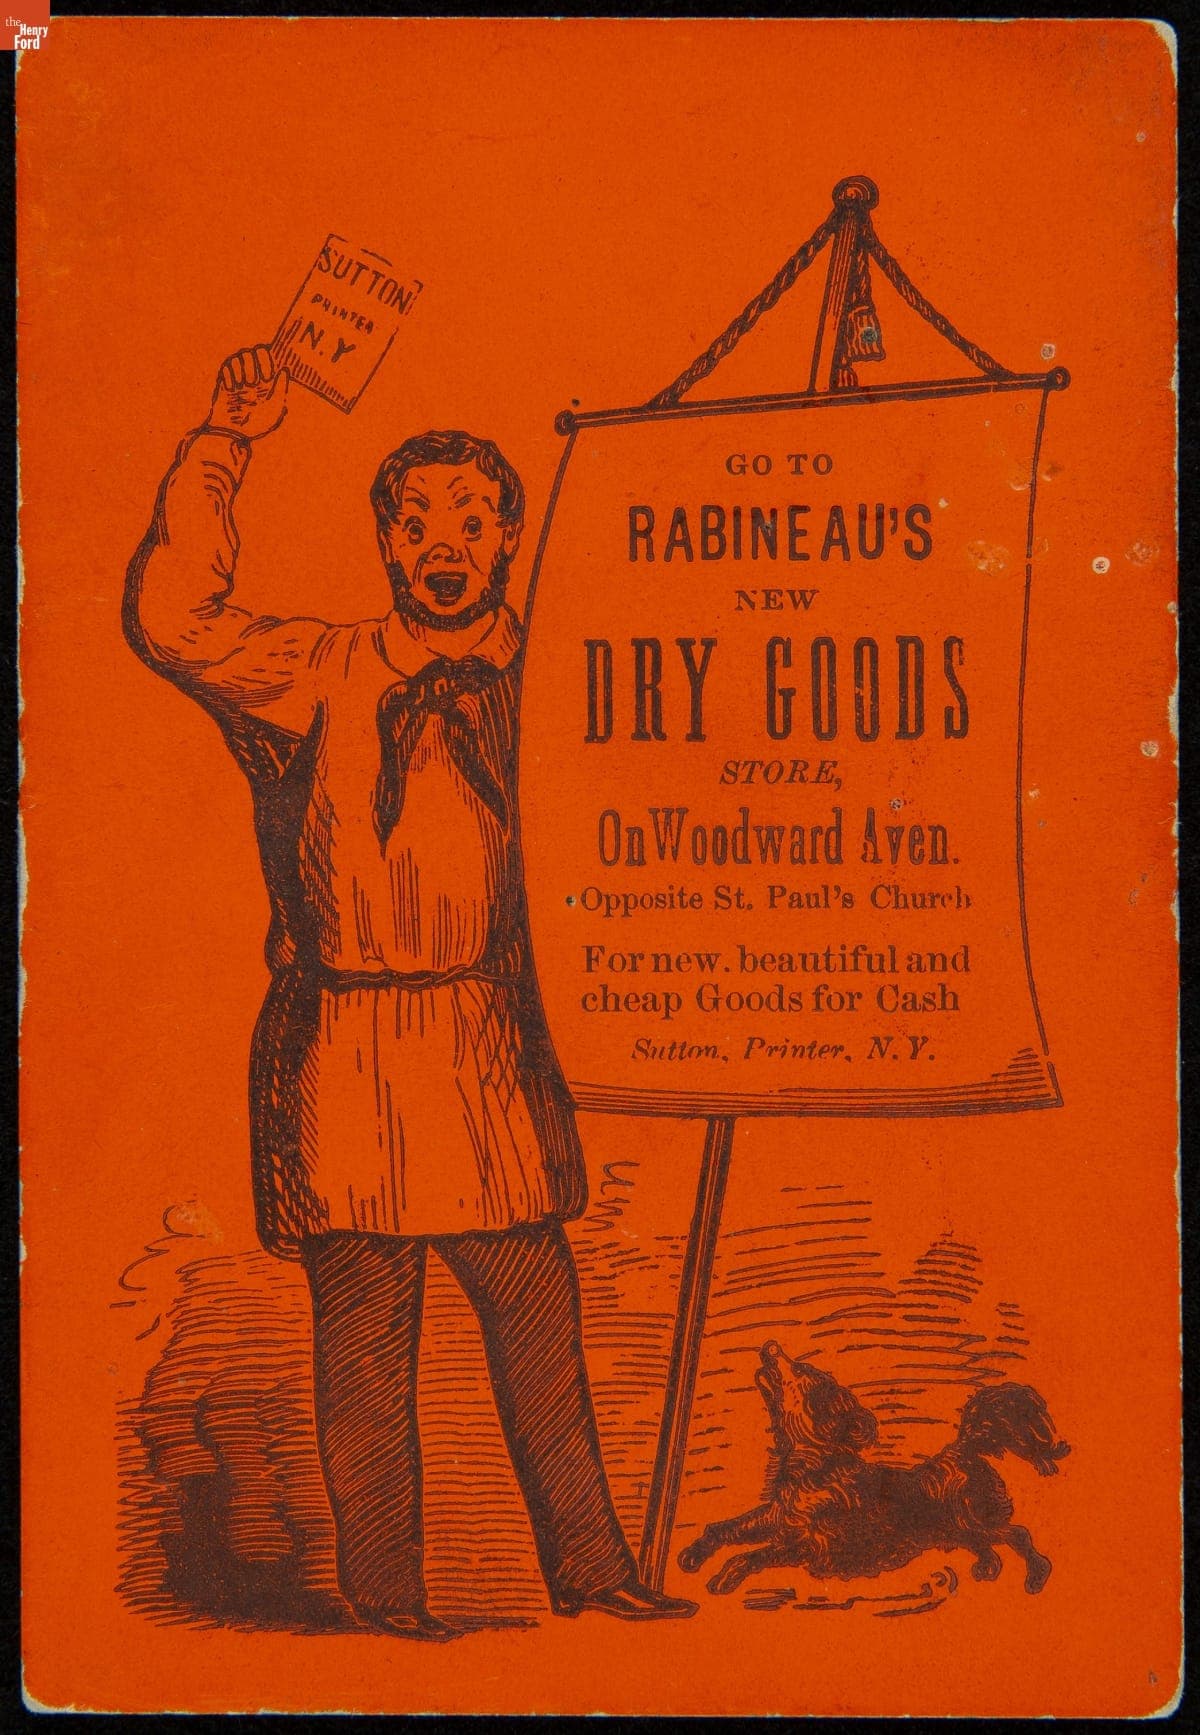 the
Henry
Ford
SUTTON
PRINTER
N.Y
GO TO
RABINEAU'S
NEW
DRY GOODS
STORE,
On Woodward Aven.
Opposite St. Paul's Church
For new. beautiful and
cheap Goods for Cash
Sutton, Printer, N. Y.